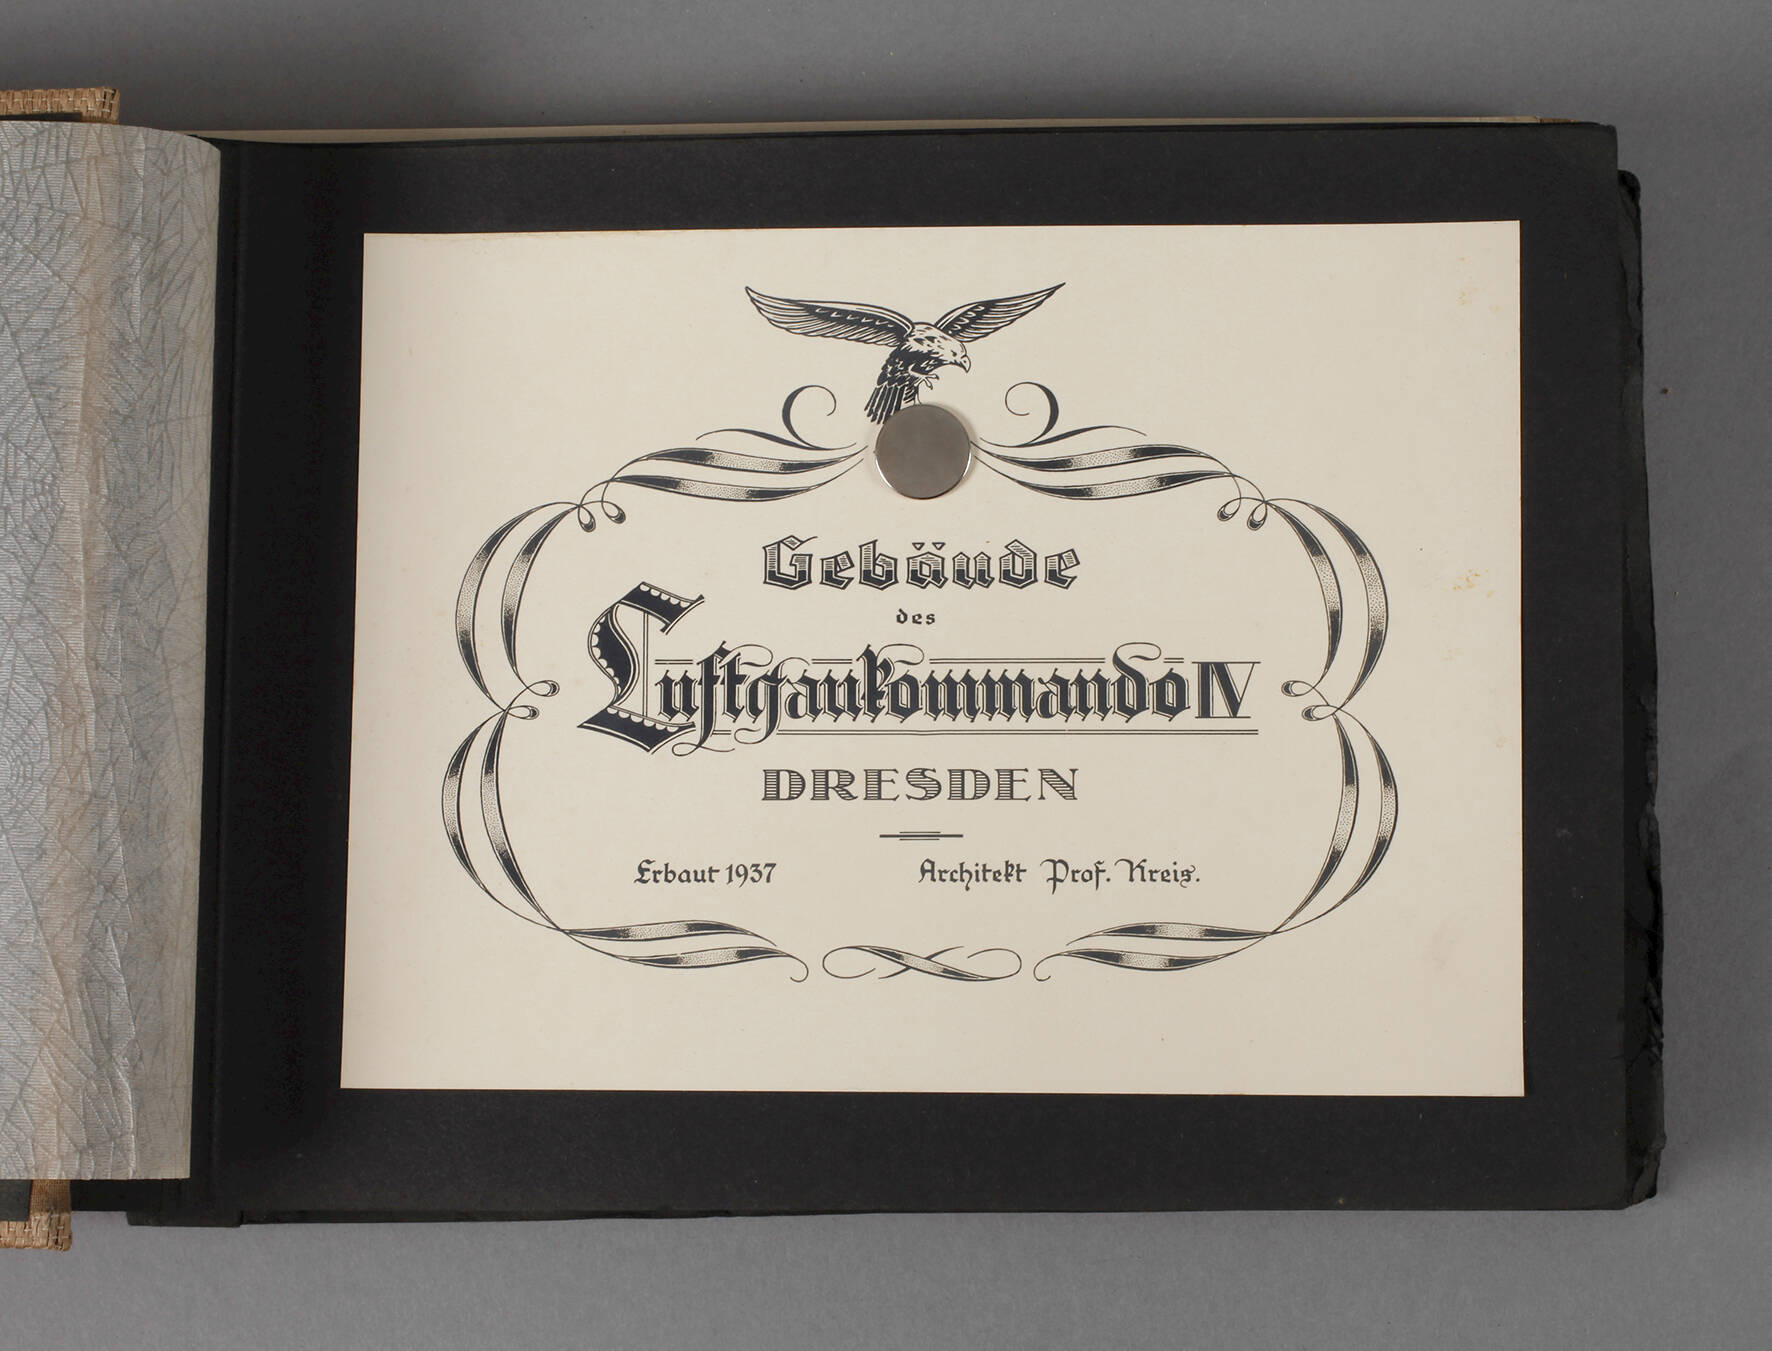 Gebäude
des
Luftgaukommando IV
DRESDEN
Erbaut 1937 Architekt Prof. Kreis.